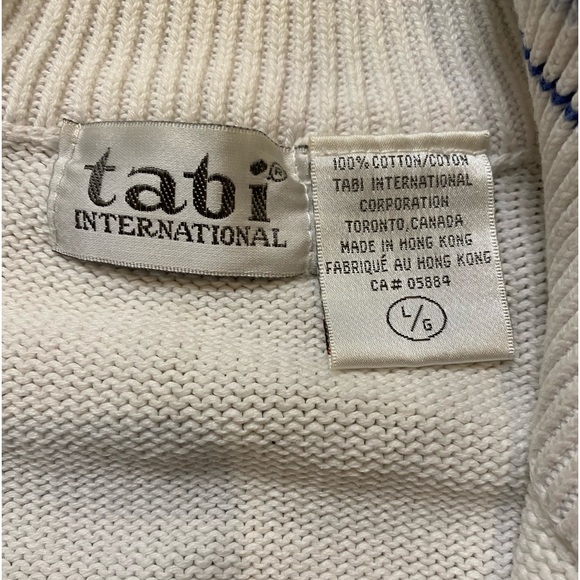 tabi®
INTERNATIONAL
100% COTTON/COYON
TABI INTERNATIONAL
CORPORATION
TORONTO, CANADA
MADE IN HONG KONG
FABRIQUÉ AU HONG KONG
CA# 05884
L/G